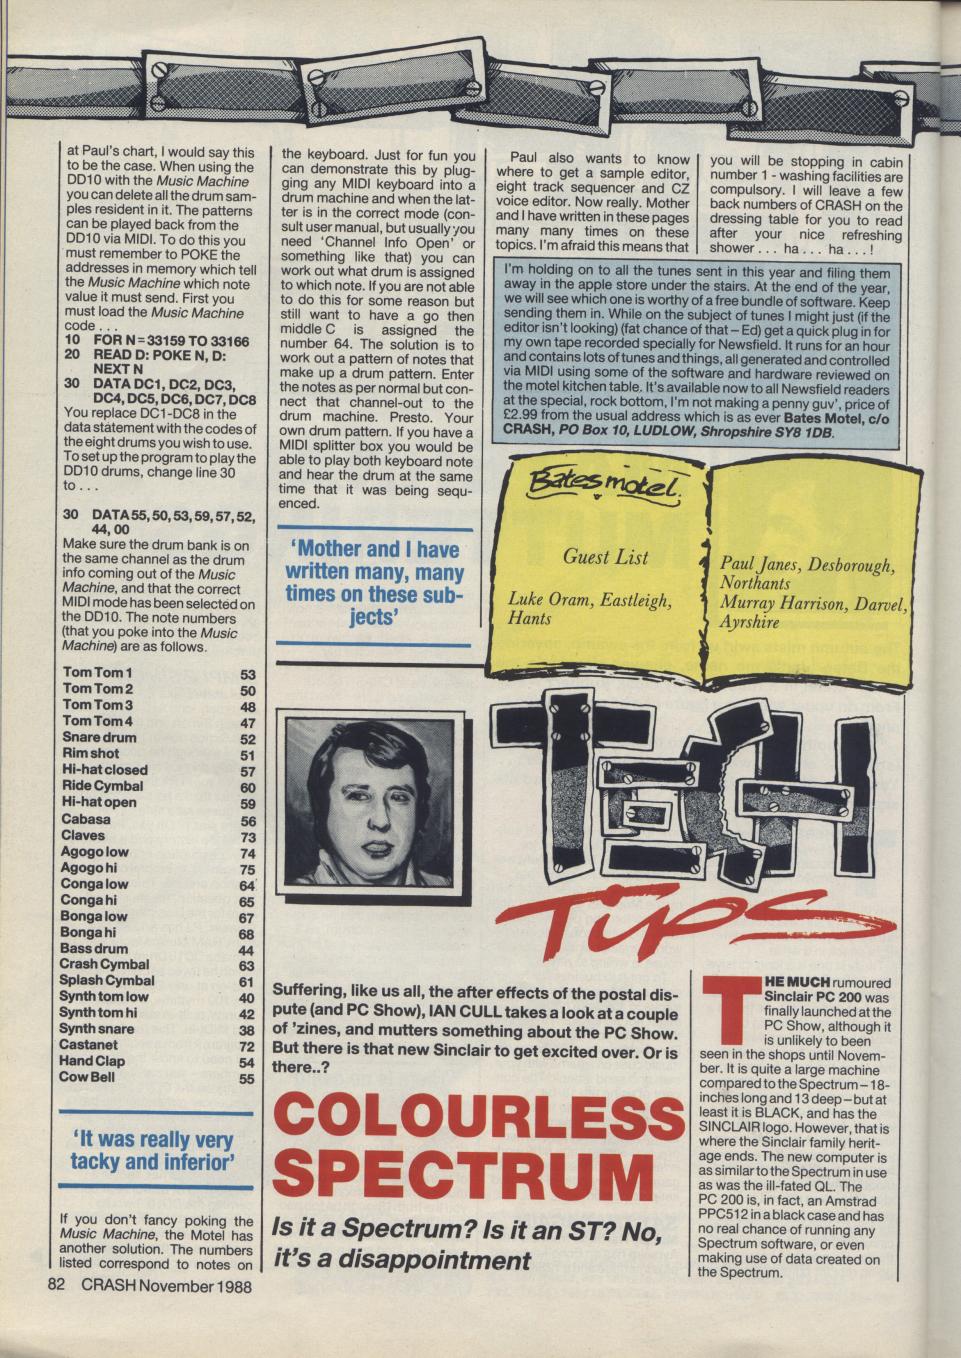 at Paul's chart, I would say this
to be the case. When using the
DD10 with the Music Machine
you can delete all the drum sam-
ples resident in it. The patterns
can be played back from the
DD10 via MIDI. To do this you
must remember to POKE the
addresses in memory which tell
the Music Machine which note
value it must send. First you
must load the Music Machine
code . . .
10 FOR N = 33159 TO 33166
20 READ D: POKE N, D:
NEXT N
30 DATA DC1, DC2, DC3,
DC4, DC5, DC6, DC7, DC8
You replace DC1-DC8 in the
data statement with the codes of
the eight drums you wish to use.
To set up the program to play the
DD10 drums, change line 30
to . . .
30 DATA 55, 50, 53, 59, 57, 52,
44, 00
Make sure the drum bank is on
the same channel as the drum
info coming out of the Music
Machine, and that the correct
MIDI mode has been selected on
the DD10. The note numbers
(that you poke into the Music
Machine) are as follows.
Tom Tom 1 53
Tom Tom 2 50
Tom Tom 3 48
Tom Tom 4 47
Snare drum 52
Rim shot 51
Hi-hat closed 57
Ride Cymbal 60
Hi-hat open 59
Cabasa 56
Claves 73
Agogo low 74
Agogo hi 75
Conga low 64
Conga hi 65
Bonga low 67
Bonga hi 68
Bass drum 44
Crash Cymbal 63
Splash Cymbal 61
Synth tom low 40
Synth tom hi 42
Synth snare 38
Castanet 72
Hand Clap 54
Cow Bell 55
'It was really very
tacky and inferior'
If you don't fancy poking the
Music Machine, the Motel has
another solution. The numbers
listed correspond to notes on
the keyboard. Just for fun you
can demonstrate this by plug-
ging any MIDI keyboard into a
drum machine and when the lat-
ter is in the correct mode (con-
sult user manual, but usually you
need 'Channel Info Open' or
something like that) you can
work out what drum is assigned
to which note. If you are not able
to do this for some reason but
still want to have a go then
middle C is assigned the
number 64. The solution is to
work out a pattern of notes that
make up a drum pattern. Enter
the notes as per normal but con-
nect that channel-out to the
drum machine. Presto. Your
own drum pattern. If you have a
MIDI splitter box you would be
able to play both keyboard note
and hear the drum at the same
time that it was being sequ-
enced.
'Mother and I have
written many, many
times on these sub-
jects'
Paul also wants to know
where to get a sample editor,
eight track sequencer and CZ
voice editor. Now really. Mother
and I have written in these pages
many many times on these
topics. I'm afraid this means that
you will be stopping in cabin
number 1 - washing facilities are
compulsory. I will leave a few
back numbers of CRASH on the
dressing table for you to read
after your nice refreshing
shower . . . ha . . . ha . . . !
I'm holding on to all the tunes sent in this year and filing them
away in the apple store under the stairs. At the end of the year,
we will see which one is worthy of a free bundle of software. Keep
sending them in. While on the subject of tunes I might just (if the
editor isn't looking) (fat chance of that – Ed) get a quick plug in for
my own tape recorded specially for Newsfield. It runs for an hour
and contains lots of tunes and things, all generated and controlled
via MIDI using some of the software and hardware reviewed on
the motel kitchen table. It's available now to all Newsfield readers
at the special, rock bottom, I'm not making a penny guv', price of
£2.99 from the usual address which is as ever Bates Motel, c/o
CRASH, PO Box 10, LUDLOW, Shropshire SY8 1DB.
Bates motel.
Guest List
Luke Oram, Eastleigh,
Hants
Paul Janes, Desborough,
Northants
Murray Harrison, Darvel,
Ayrshire
TECH
Tips
Suffering, like us all, the after effects of the postal dis-
pute (and PC Show), IAN CULL takes a look at a couple
of 'zines, and mutters something about the PC Show.
But there is that new Sinclair to get excited over. Or is
there..?
COLOURLESS
SPECTRUM
Is it a Spectrum? Is it an ST? No,
it's a disappointment
THE MUCH rumoured
Sinclair PC 200 was
finally launched at the
PC Show, although it
is unlikely to been
seen in the shops until Novem-
ber. It is quite a large machine
compared to the Spectrum – 18-
inches long and 13 deep – but at
least it is BLACK, and has the
SINCLAIR logo. However, that is
where the Sinclair family herit-
age ends. The new computer is
as similar to the Spectrum in use
as was the ill-fated QL. The
PC 200 is, in fact, an Amstrad
PPC512 in a black case and has
no real chance of running any
Spectrum software, or even
making use of data created on
the Spectrum.
82 CRASH November 1988